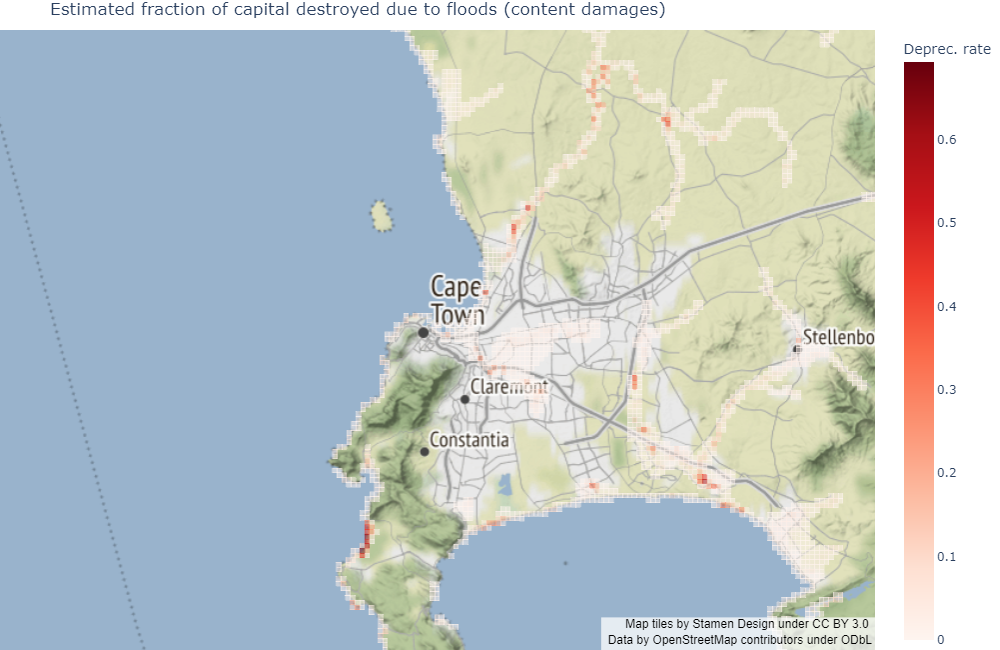 Estimated fraction of capital destroyed due to floods (content damages)
Deprec. rate
0.6
0.5
0.4
0.3
0.2
0.1
0
Cape
Town
Stellenbo
Claremont
Constantia
Map tiles by Stamen Design under CC BY 3.0
Data by OpenStreetMap contributors under ODbL